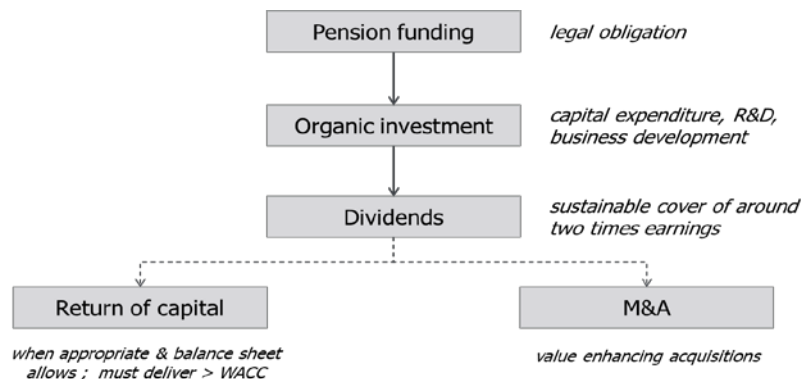 Pension funding
legal obligation
Organic investment
capital expenditure, R&D,
business development
Dividends
sustainable cover of around
two times earnings
Return of capital
M&A
when appropriate & balance sheet
allows ; must deliver > WACC
value enhancing acquisitions